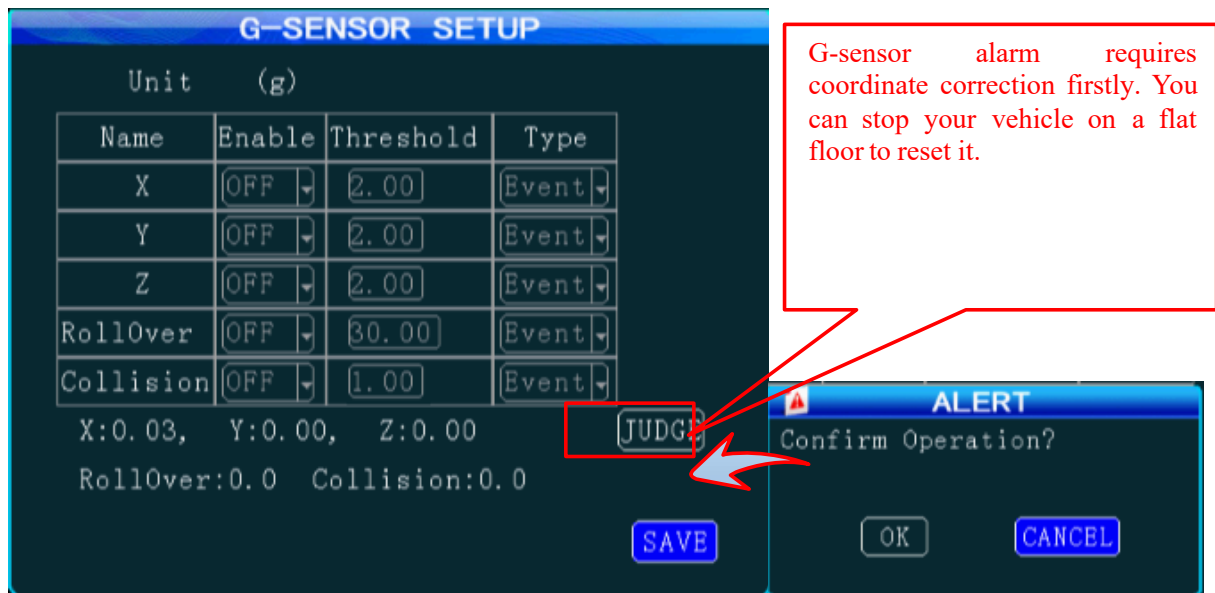 G-SENSOR SETUP
Unit (g)
Name Enable Threshold Type
X OFF 2.00 Event
Y OFF 2.00 Event
Z OFF 2.00 Event
RollOver OFF 30.00 Event
Collision OFF 1.00 Event
X:0.03, Y:0.00, Z:0.00 JUDGE
RollOver:0.0 Collision:0.0
SAVE
G-sensor alarm requires
coordinate correction firstly. You
can stop your vehicle on a flat
floor to reset it.
ALERT
Confirm Operation?
OK CANCEL